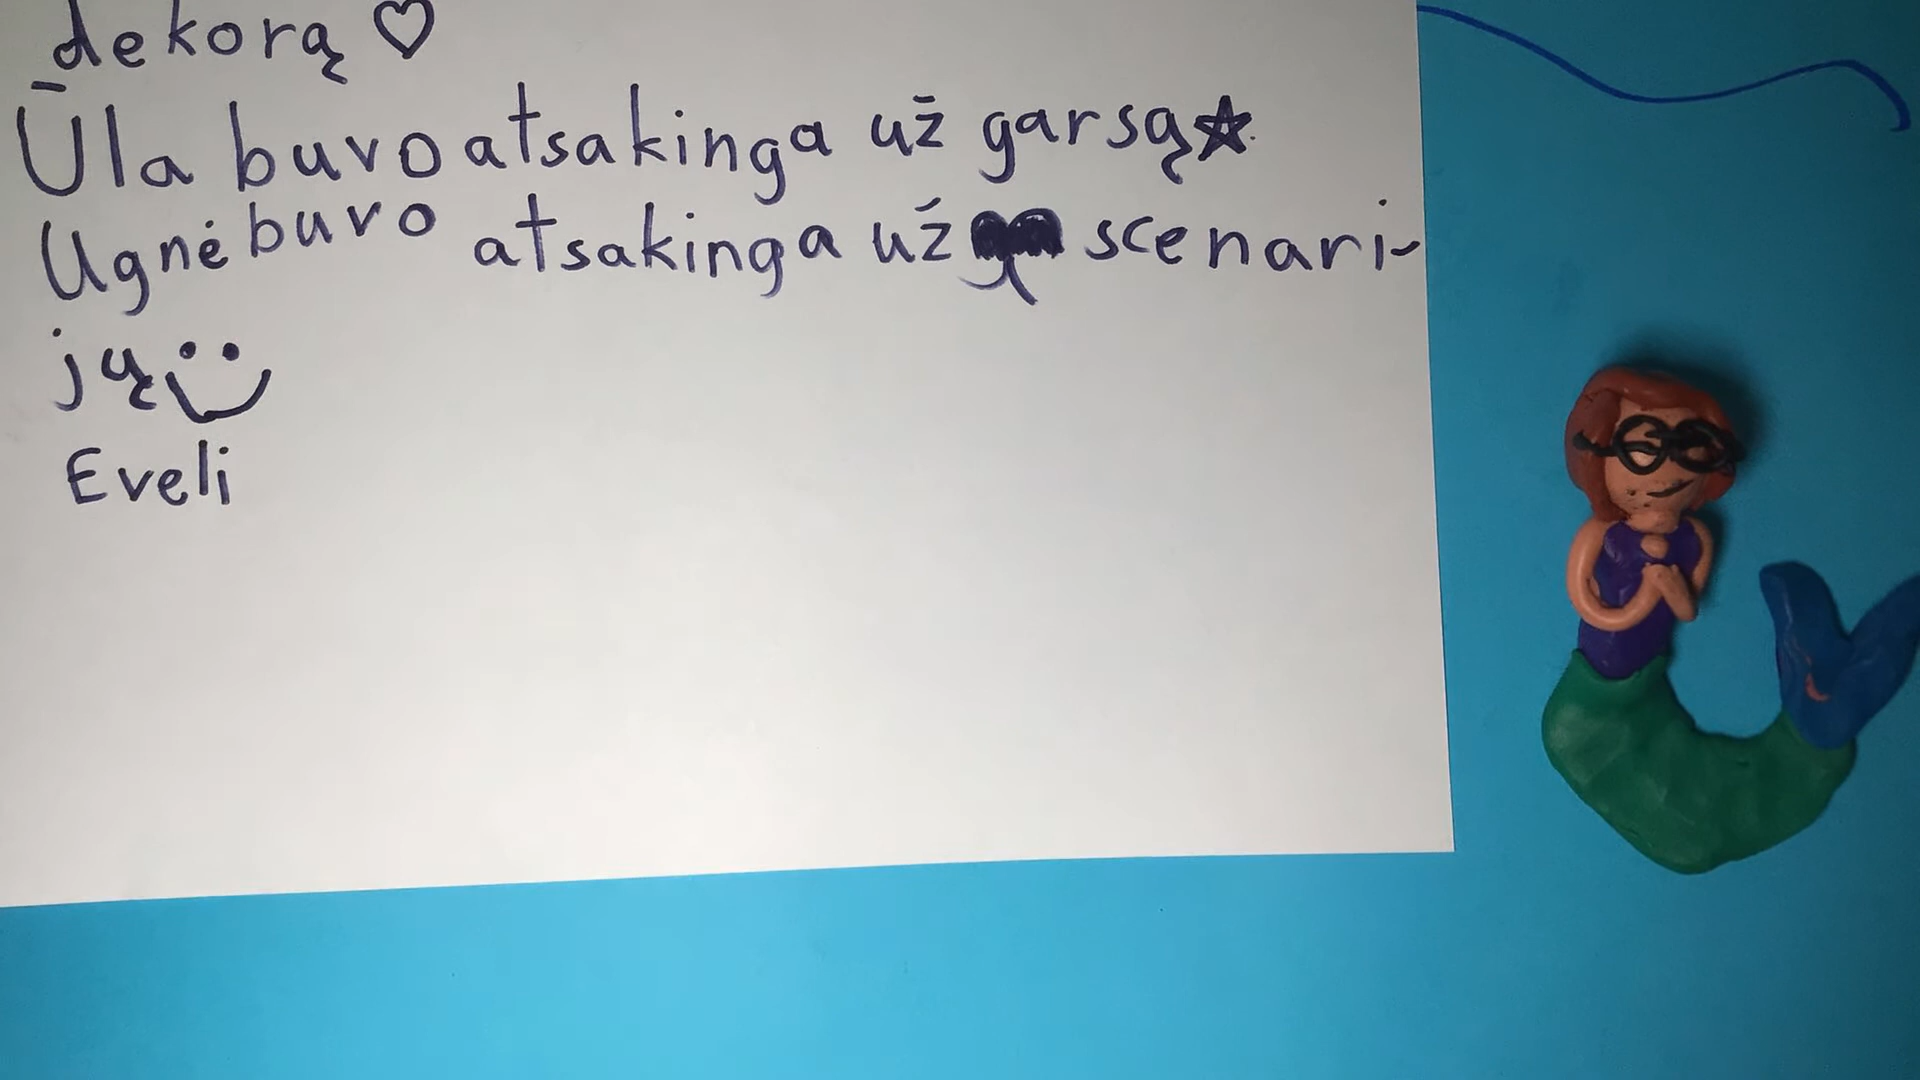 dekorą ♡
Ūla buvo atsakinga už garsą☆
Ugnė buvo atsakinga už scenari-
jų
Eveli